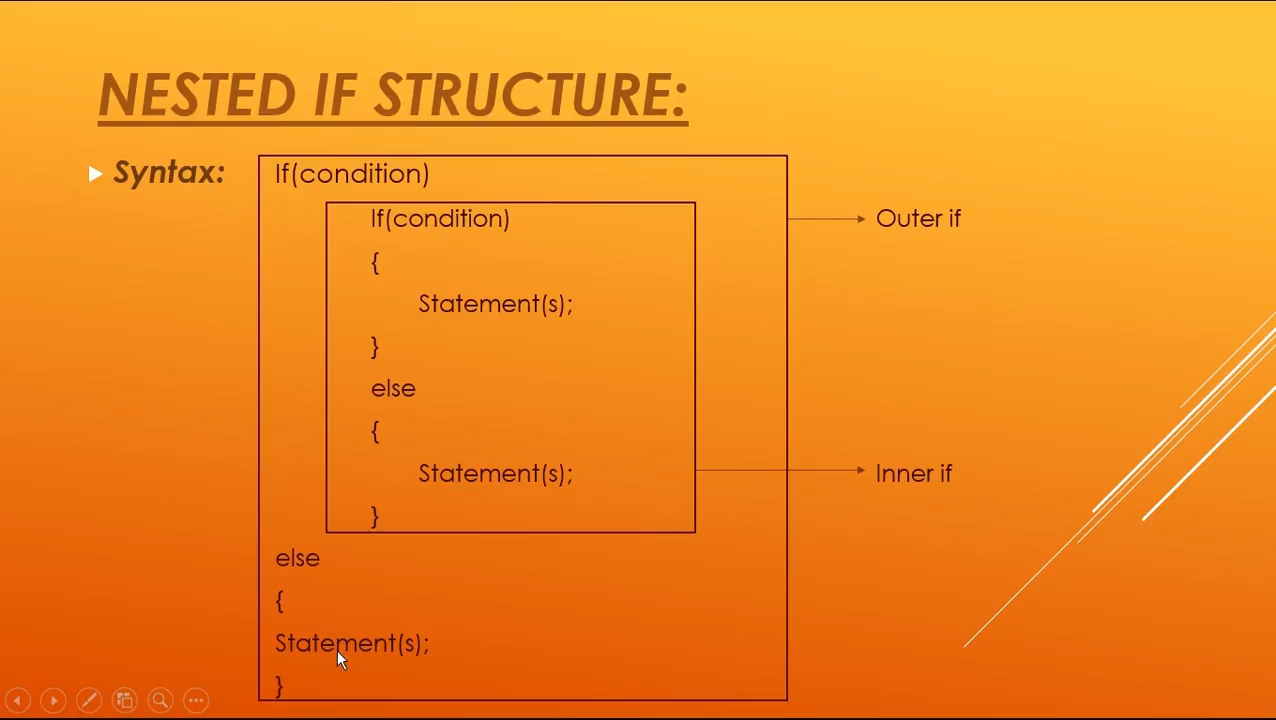 NESTED IF STRUCTURE:
Syntax:
If(condition)
If(condition)
{
Statement(s);
}
else
{
Statement(s);
}
else
{
Statement(s);
}
Outer if
Inner if